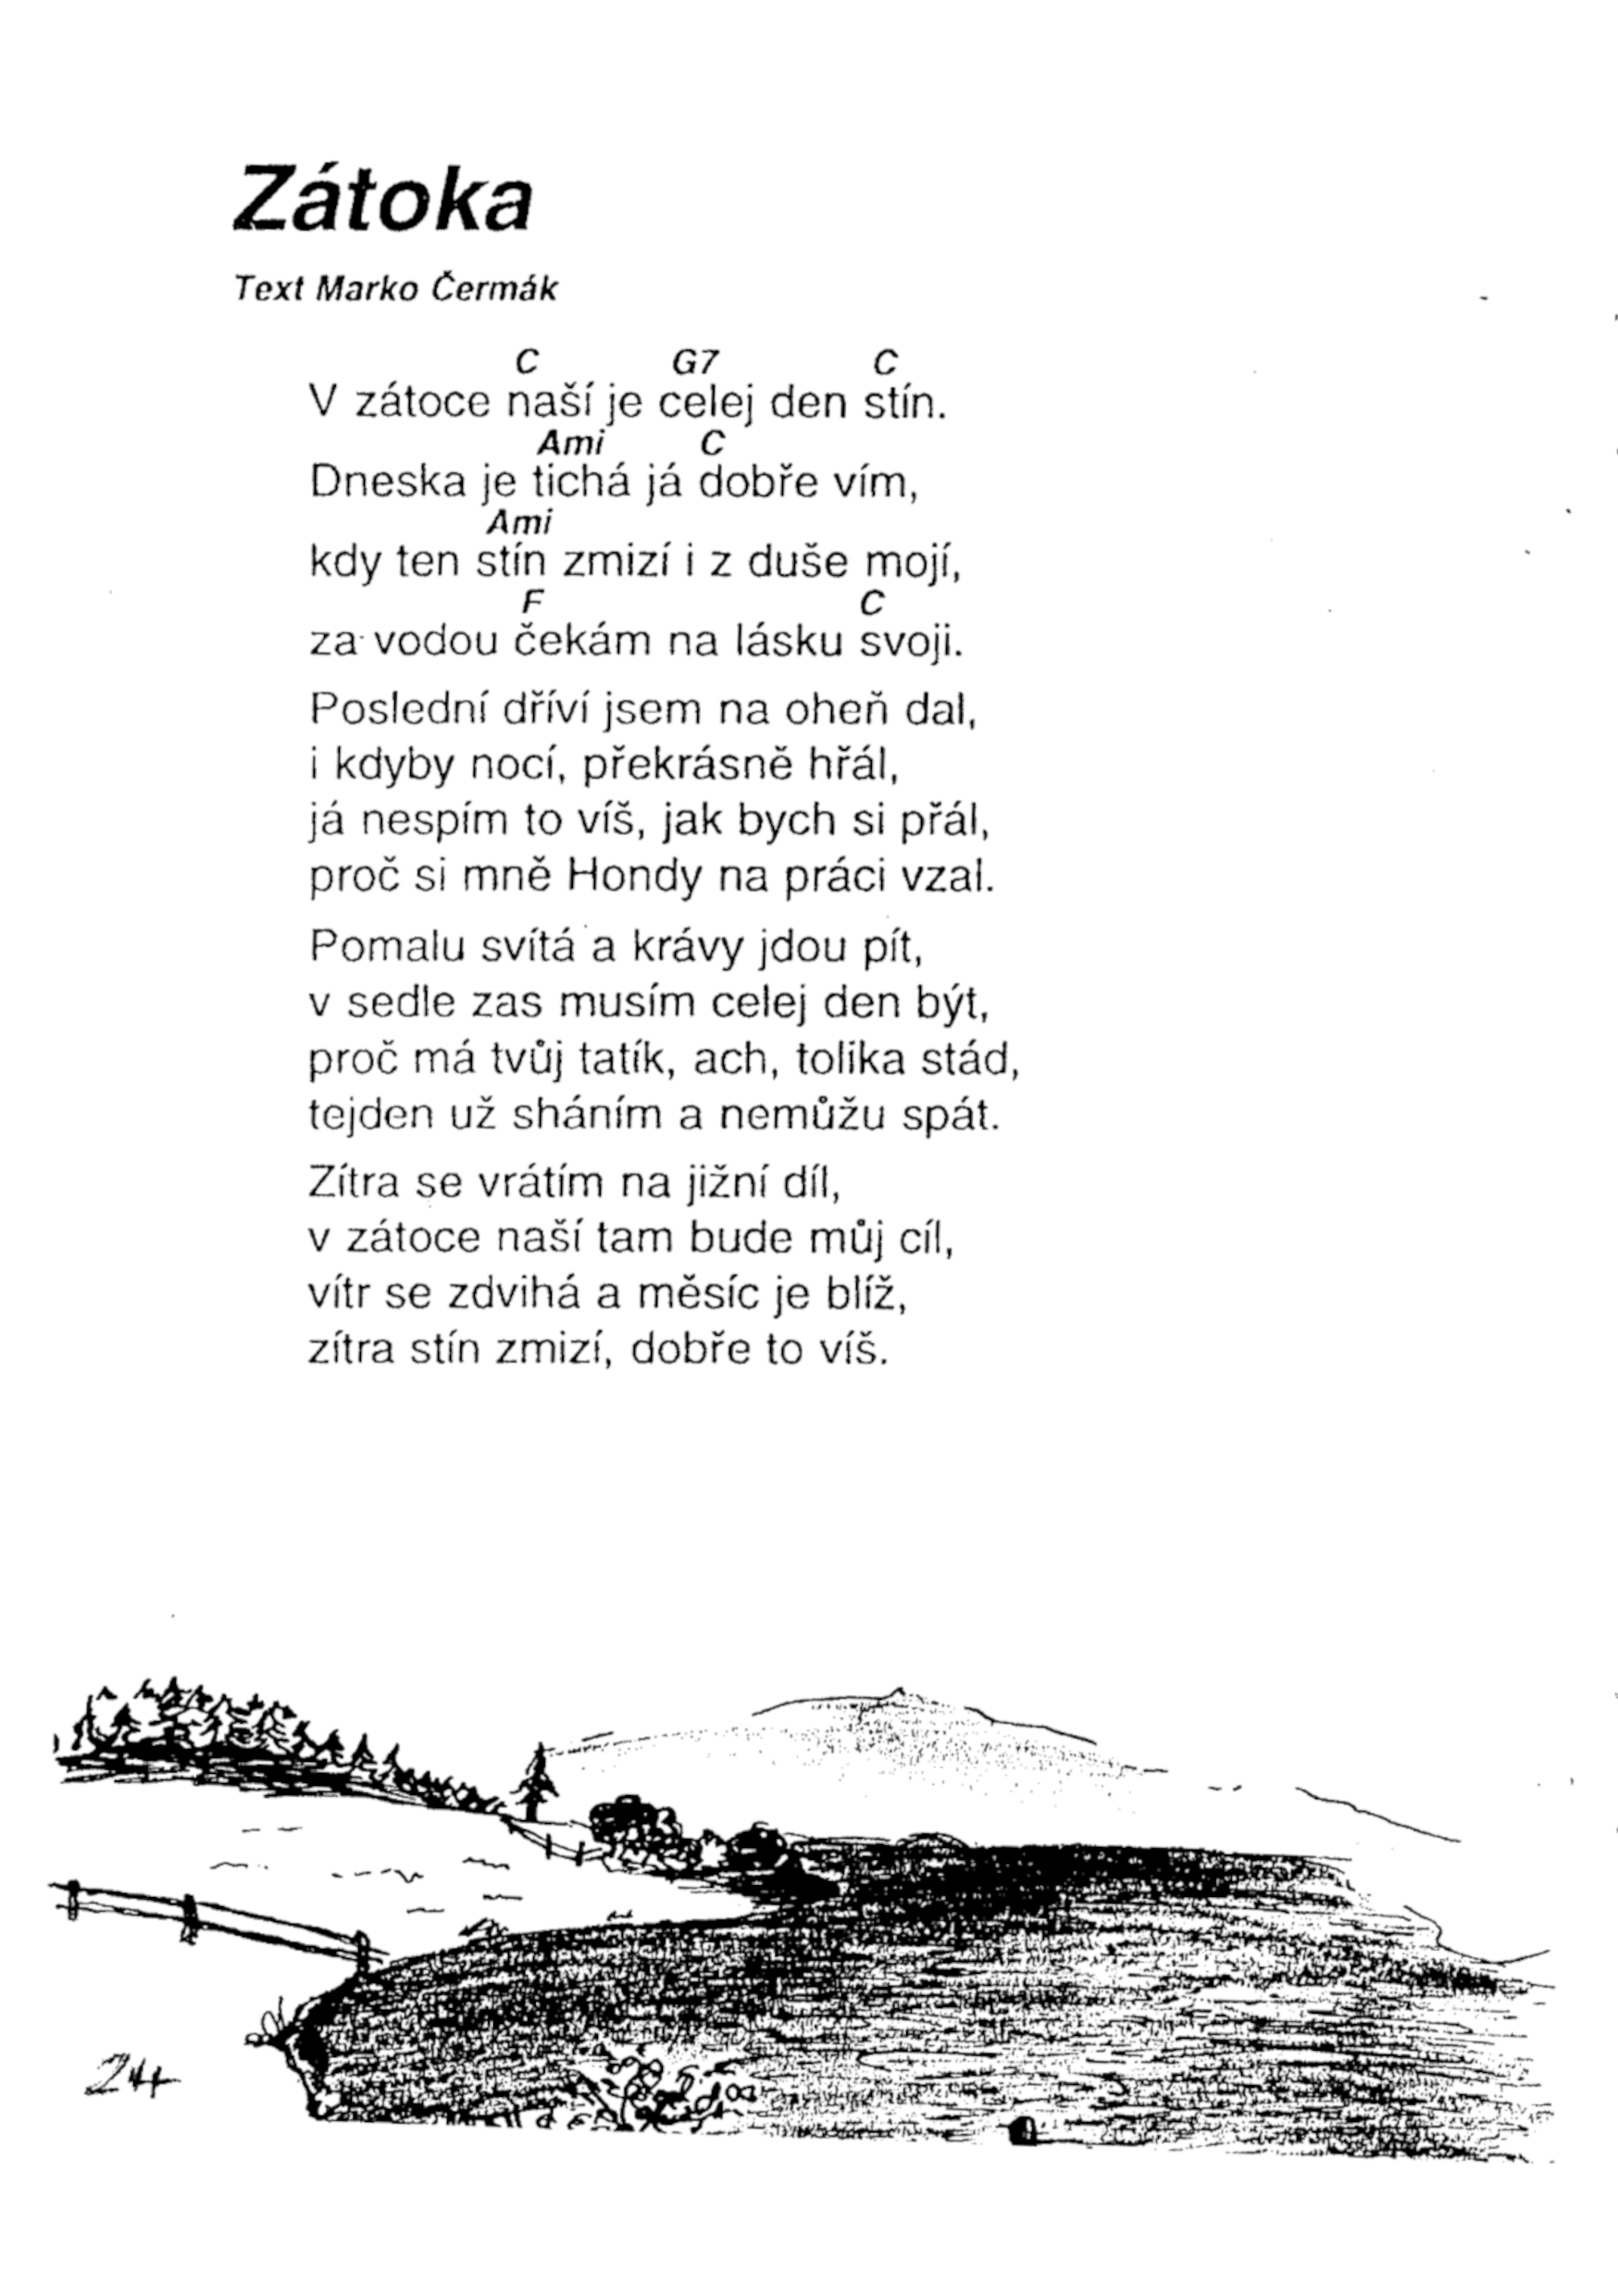 Zátoka
Text Marko Čermák
C G7 C
V zátoce naší je celej den stín.
Ami C
Dneska je tichá já dobře vím,
Ami
kdy ten stín zmizí i z duše mojí,
F C
za vodou čekám na lásku svoji.
Poslední dříví jsem na oheň dal,
i kdyby nocí, překrásně hřál,
já nespím to víš, jak bych si přál,
proč si mně Hondy na práci vzal.
Pomalu svítá a krávy jdou pít,
v sedle zas musím celej den být,
proč má tvůj tatík, ach, tolika stád,
tejden už sháním a nemůžu spát.
Zítra se vrátím na jižní díl,
v zátoce naší tam bude můj cíl,
vítr se zdvihá a měsíc je blíž,
zítra stín zmizí, dobře to víš.
24